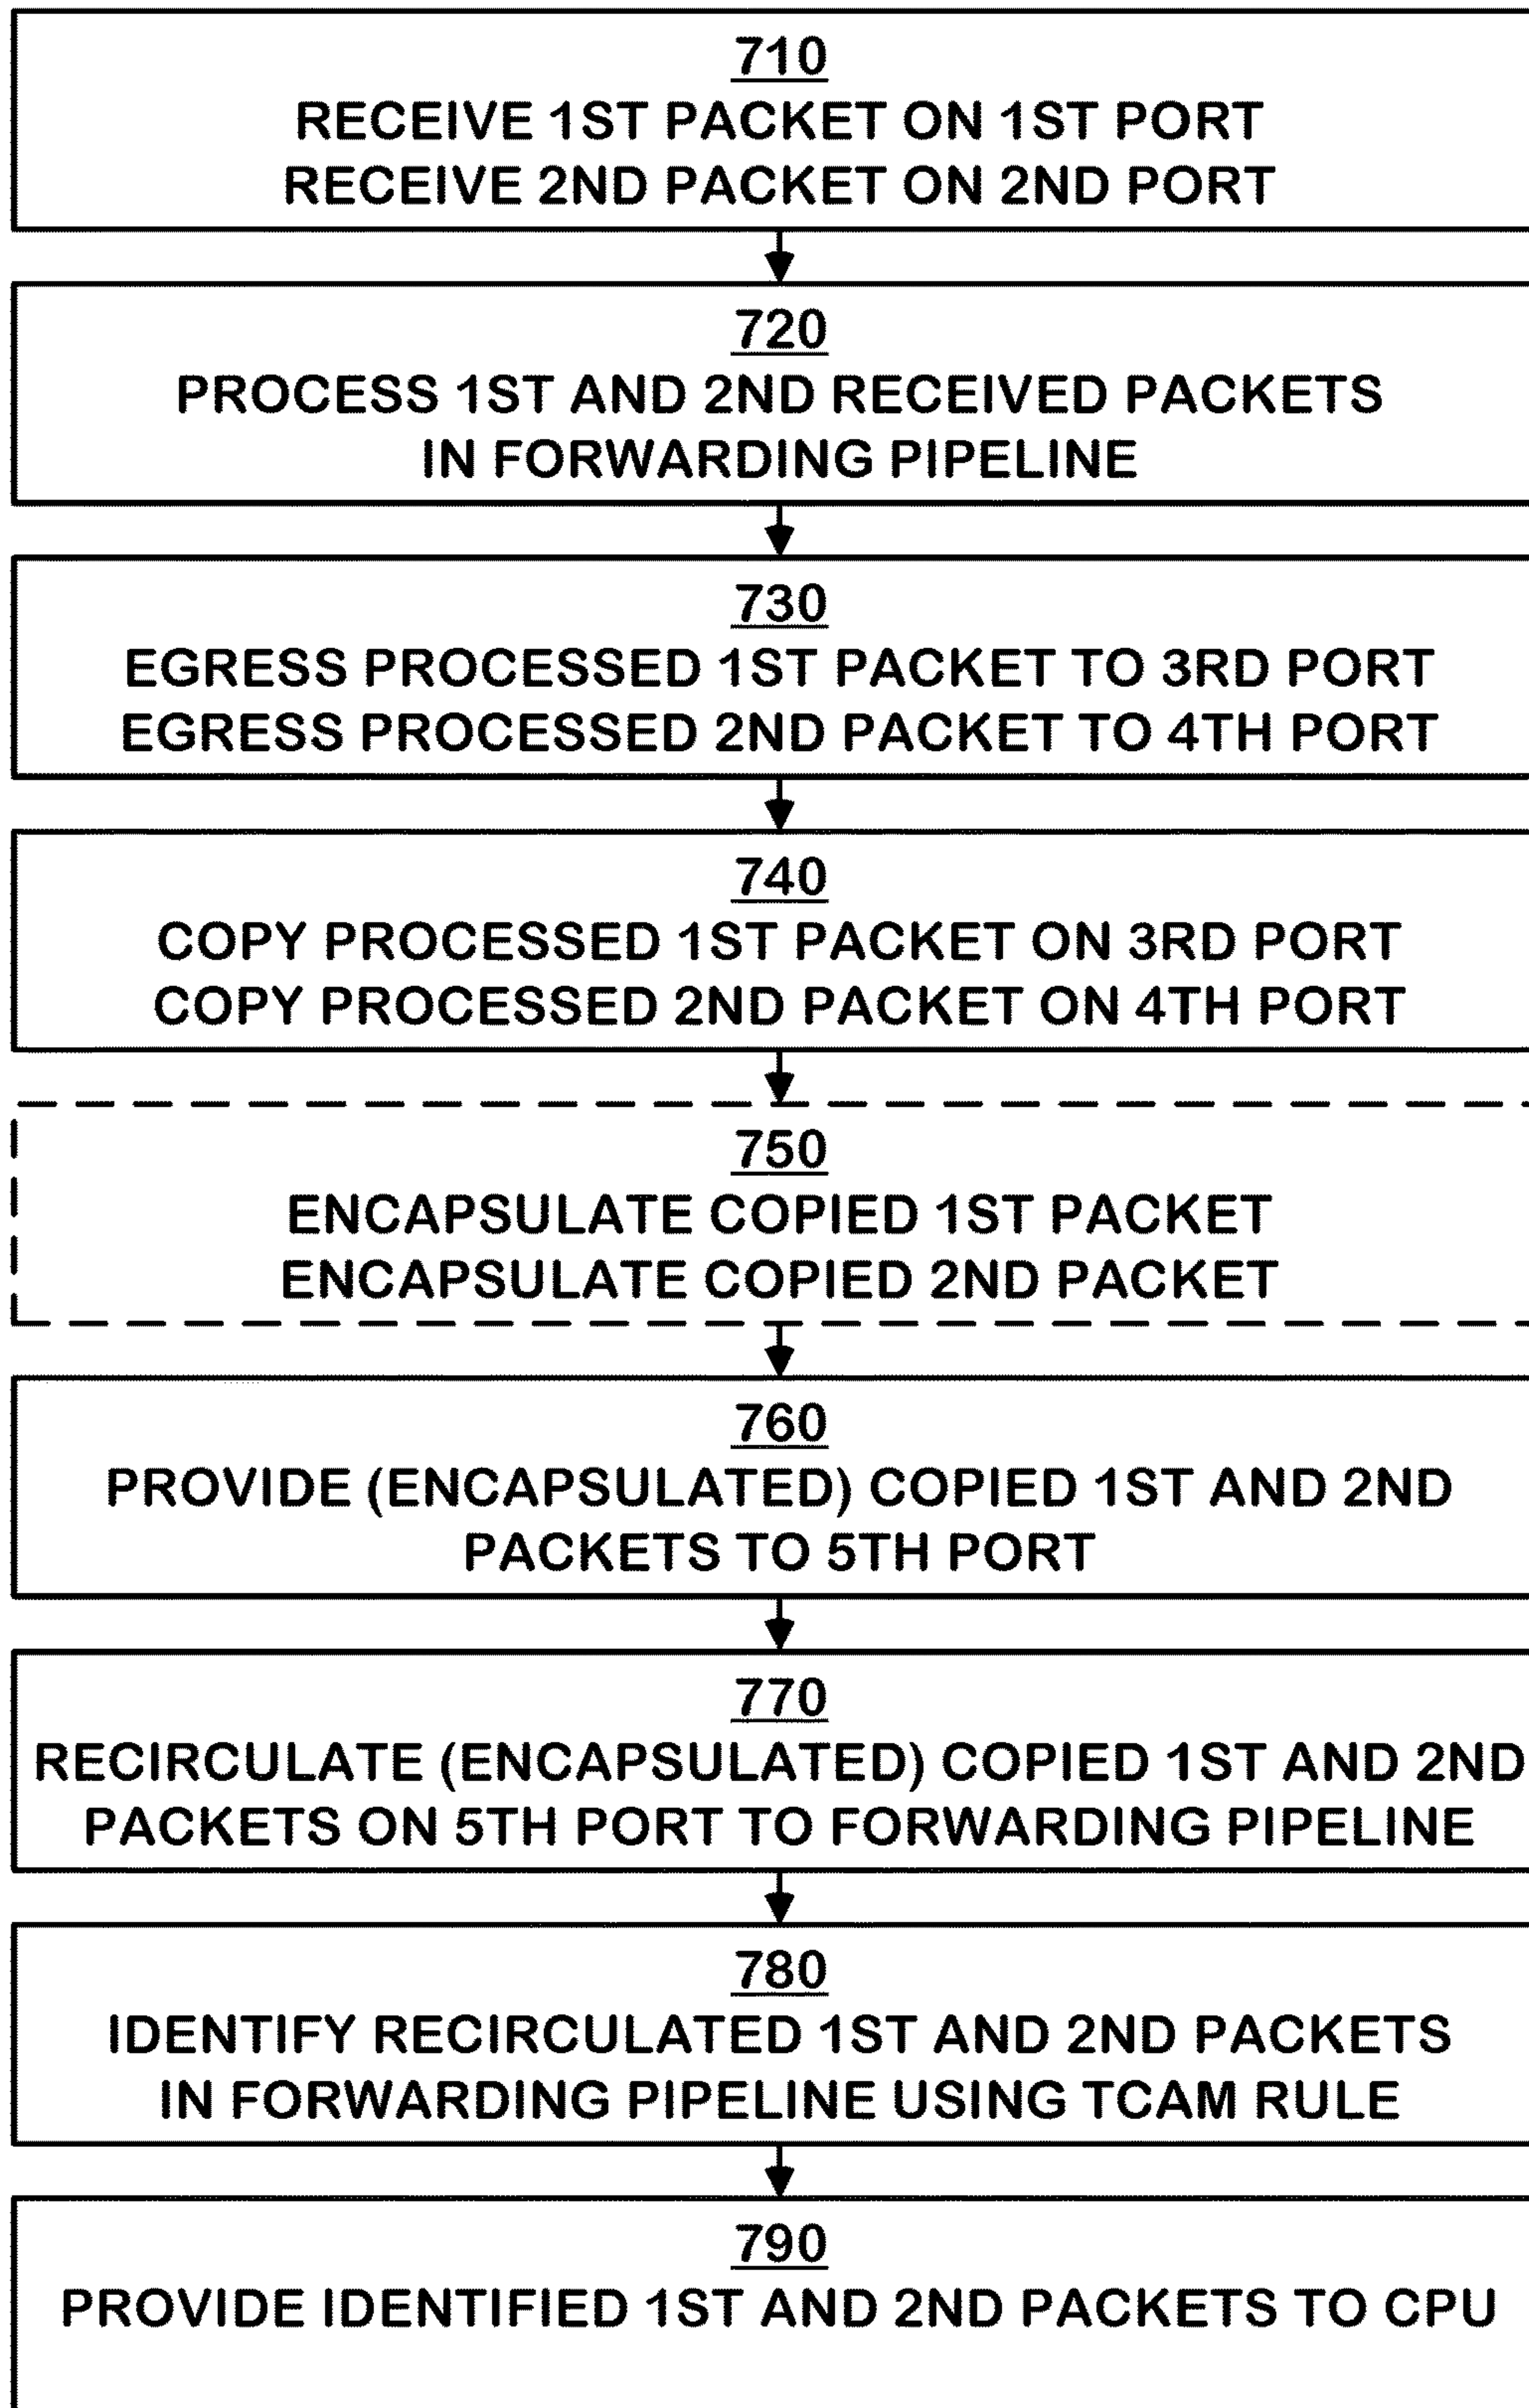 710
RECEIVE 1ST PACKET ON 1ST PORT
RECEIVE 2ND PACKET ON 2ND PORT
720
PROCESS 1ST AND 2ND RECEIVED PACKETS
IN FORWARDING PIPELINE
730
EGRESS PROCESSED 1ST PACKET TO 3RD PORT
EGRESS PROCESSED 2ND PACKET TO 4TH PORT
740
COPY PROCESSED 1ST PACKET ON 3RD PORT
COPY PROCESSED 2ND PACKET ON 4TH PORT
750
ENCAPSULATE COPIED 1ST PACKET
ENCAPSULATE COPIED 2ND PACKET
760
PROVIDE (ENCAPSULATED) COPIED 1ST AND 2ND
PACKETS TO 5TH PORT
770
RECIRCULATE (ENCAPSULATED) COPIED 1ST AND 2ND
PACKETS ON 5TH PORT TO FORWARDING PIPELINE
780
IDENTIFY RECIRCULATED 1ST AND 2ND PACKETS
IN FORWARDING PIPELINE USING TCAM RULE
790
PROVIDE IDENTIFIED 1ST AND 2ND PACKETS TO CPU